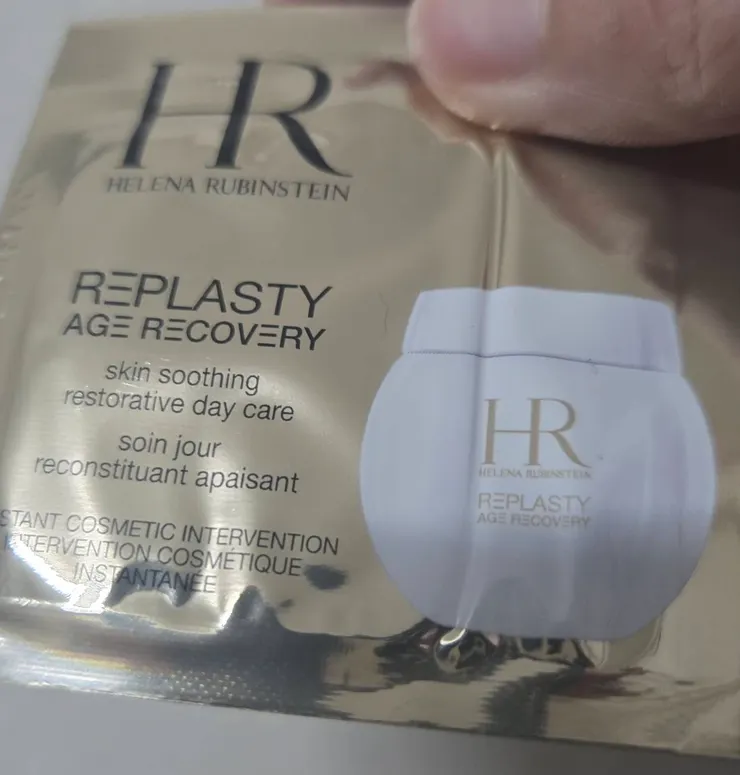 HR
HELENA RUBINSTEIN
REPLASTY
AGE RECOVERY
skin soothing
restorative day care
soin jour
reconstituant apaisant
STANT COSMETIC INTERVENTION
INTERVENTION COSMÉTIQUE
INSTANTANÉE
HR
HELENA RUBINSTEIN
REPLASTY
AGE RECOVERY